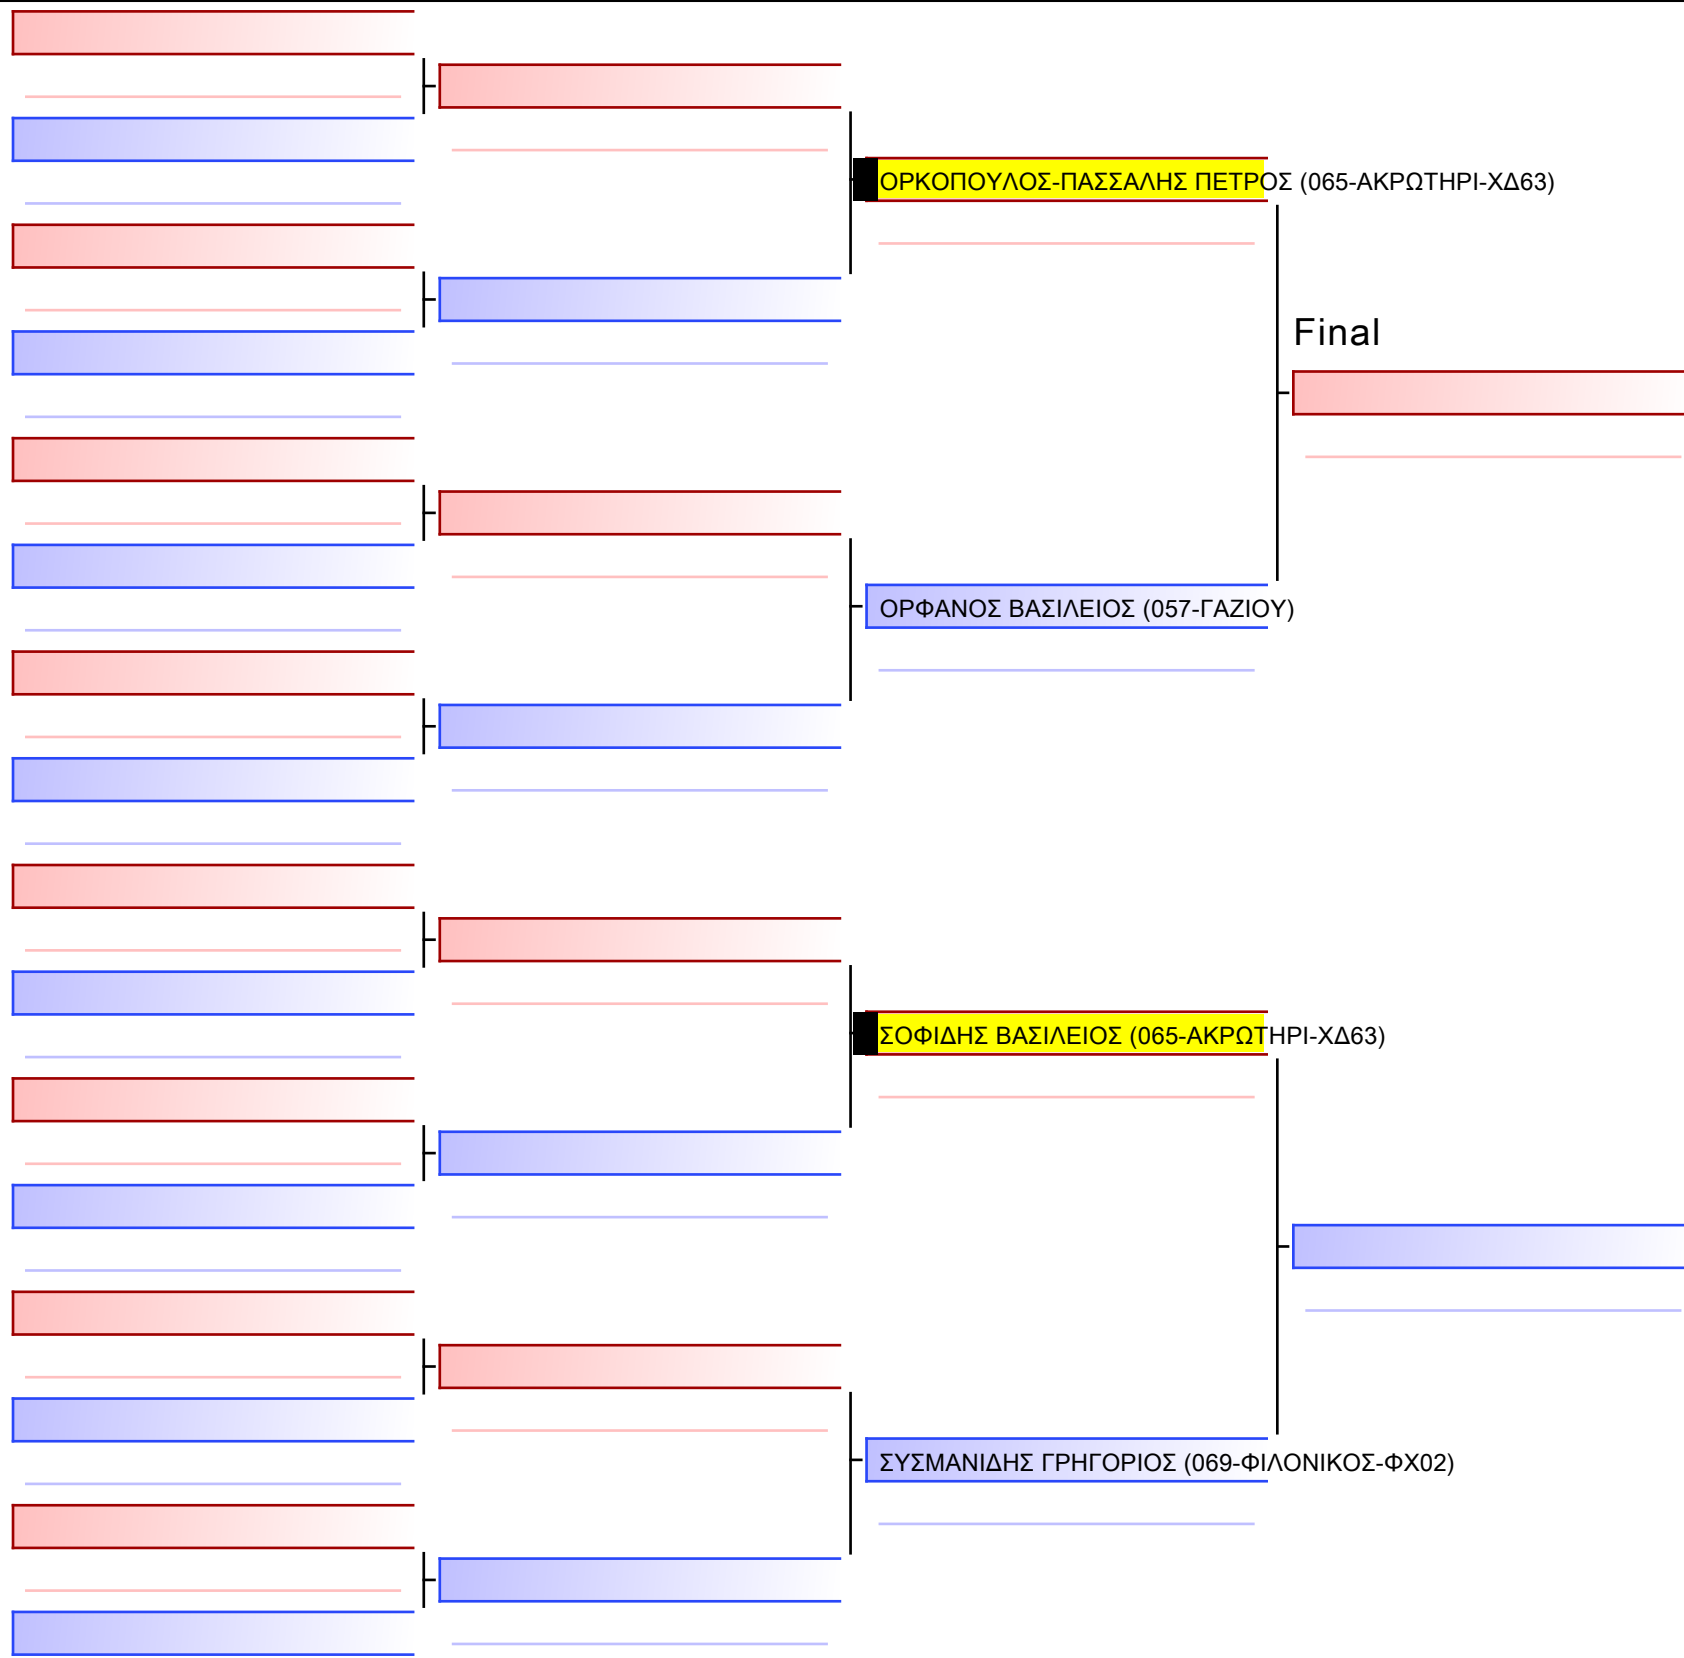 ΟΡΚΟΠΟΥΛΟΣ-ΠΑΣΣΑΛΗΣ ΠΕΤΡΟΣ (065-ΑΚΡΩΤΗΡΙ-ΧΔ63)
Final
ΟΡΦΑΝΟΣ ΒΑΣΙΛΕΙΟΣ (057-ΓΑΖΙΟΥ)
ΣΟΦΙΔΗΣ ΒΑΣΙΛΕΙΟΣ (065-ΑΚΡΩΤΗΡΙ-ΧΔ63)
ΣΥΣΜΑΝΙΔΗΣ ΓΡΗΓΟΡΙΟΣ (069-ΦΙΛΟΝΙΚΟΣ-ΦΧ02)